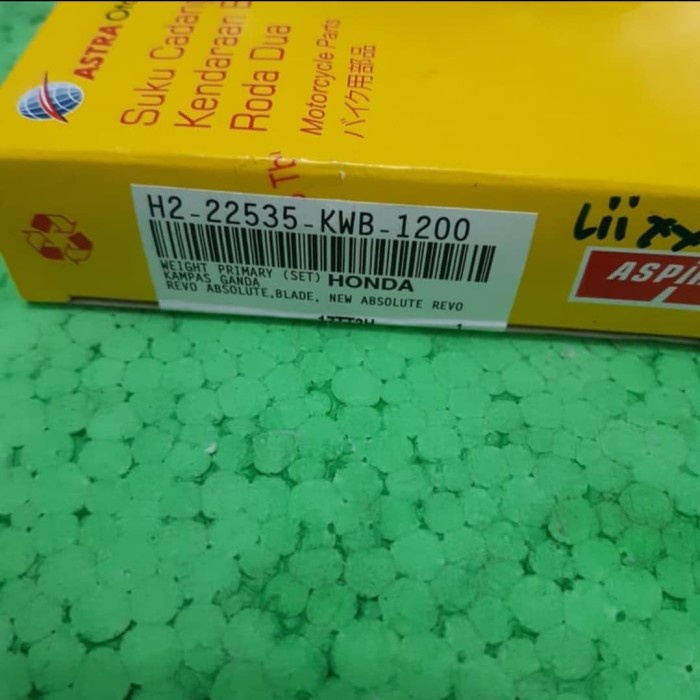 ASTRA
Suku Cadang
Kendaraan
Roda Dua
Motorcycle Parts
バイク用部品
H2-22535-KWB-1200
WEIGHT PRIMARY (SET) HONDA
KAMPAS GANDA
REVO ABSOLUTE,BLADE, NEW ABSOLUTE REVO
1